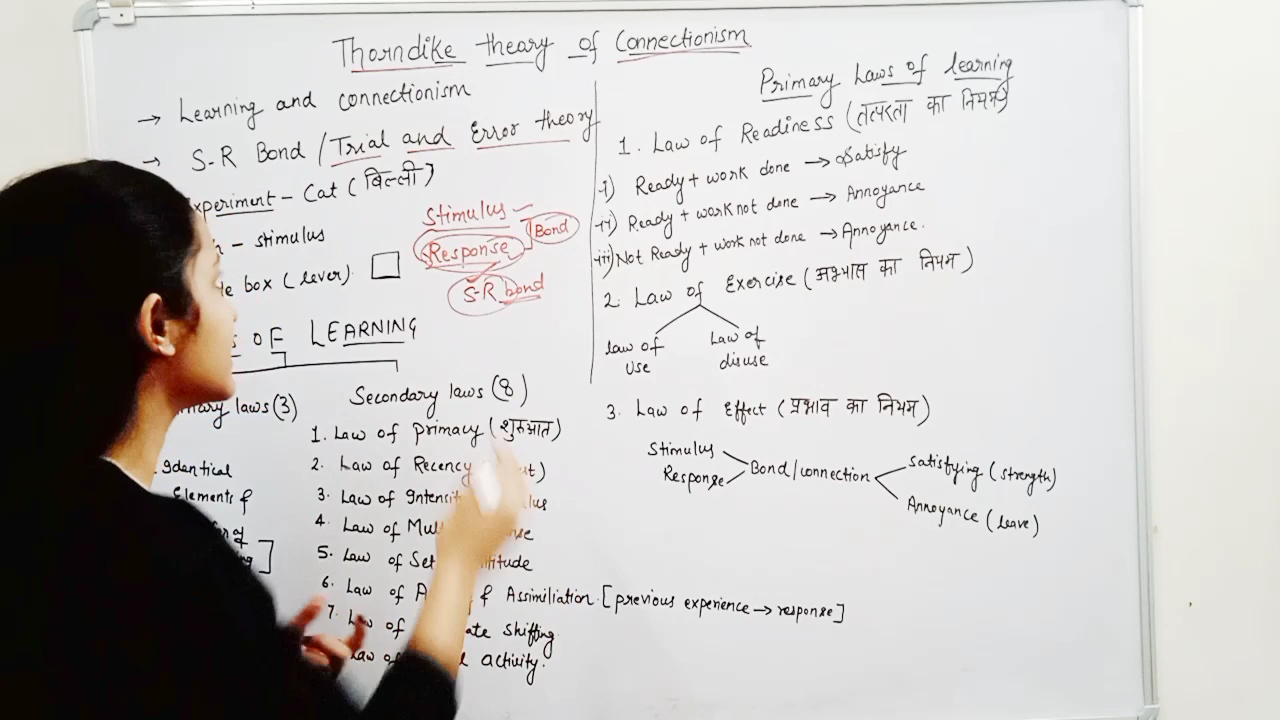 Thorndike theory of Connectionism
→ Learning and connectionism
→ S-R Bond / Trial and Error theory
experiment - Cat (बिल्ली)
- stimulus
box (lever)
Stimulus
Response
Bond
S-R bond
OF LEARNING
laws (3)
Identical
Elements of
Secondary laws (8)
1. Law of primacy (शुरुआत)
2. Law of Recency
3. Law of Intensity
4. Law of
5. Law of Set
6. Law of Assimiliation. [previous experience → response]
7. Law of shifting.
Law of activity.
Primary Laws of learning
1. Law of Readiness (तत्परता का नियम)
i) Ready + work done → Satisfy
ii) Ready + work not done → Annoyance
iii) Not Ready + work not done → Annoyance.
2. Law of Exercise (अभ्यास का नियम)
law of use
Law of disuse
3. Law of Effect (प्रभाव का नियम)
Stimulus
Response
Bond/connection
Satisfying (strength)
Annoyance (leave)